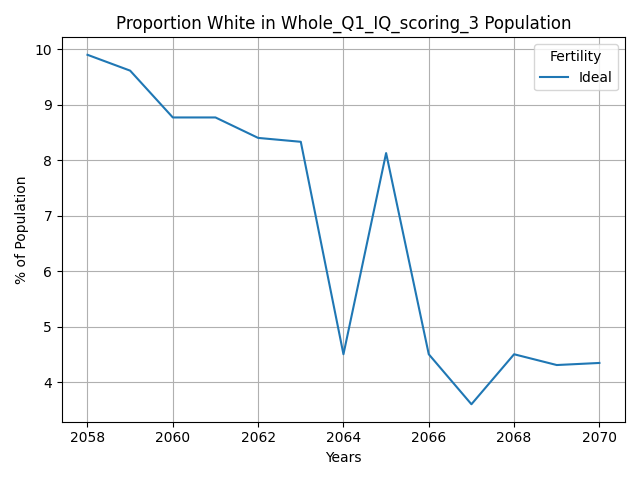 Proportion White in Whole_Q1_IQ_scoring_3 Population
Fertility
Ideal
% of Population
10
9
8
7
6
5
4
2058 2060 2062 2064 2066 2068 2070
Years